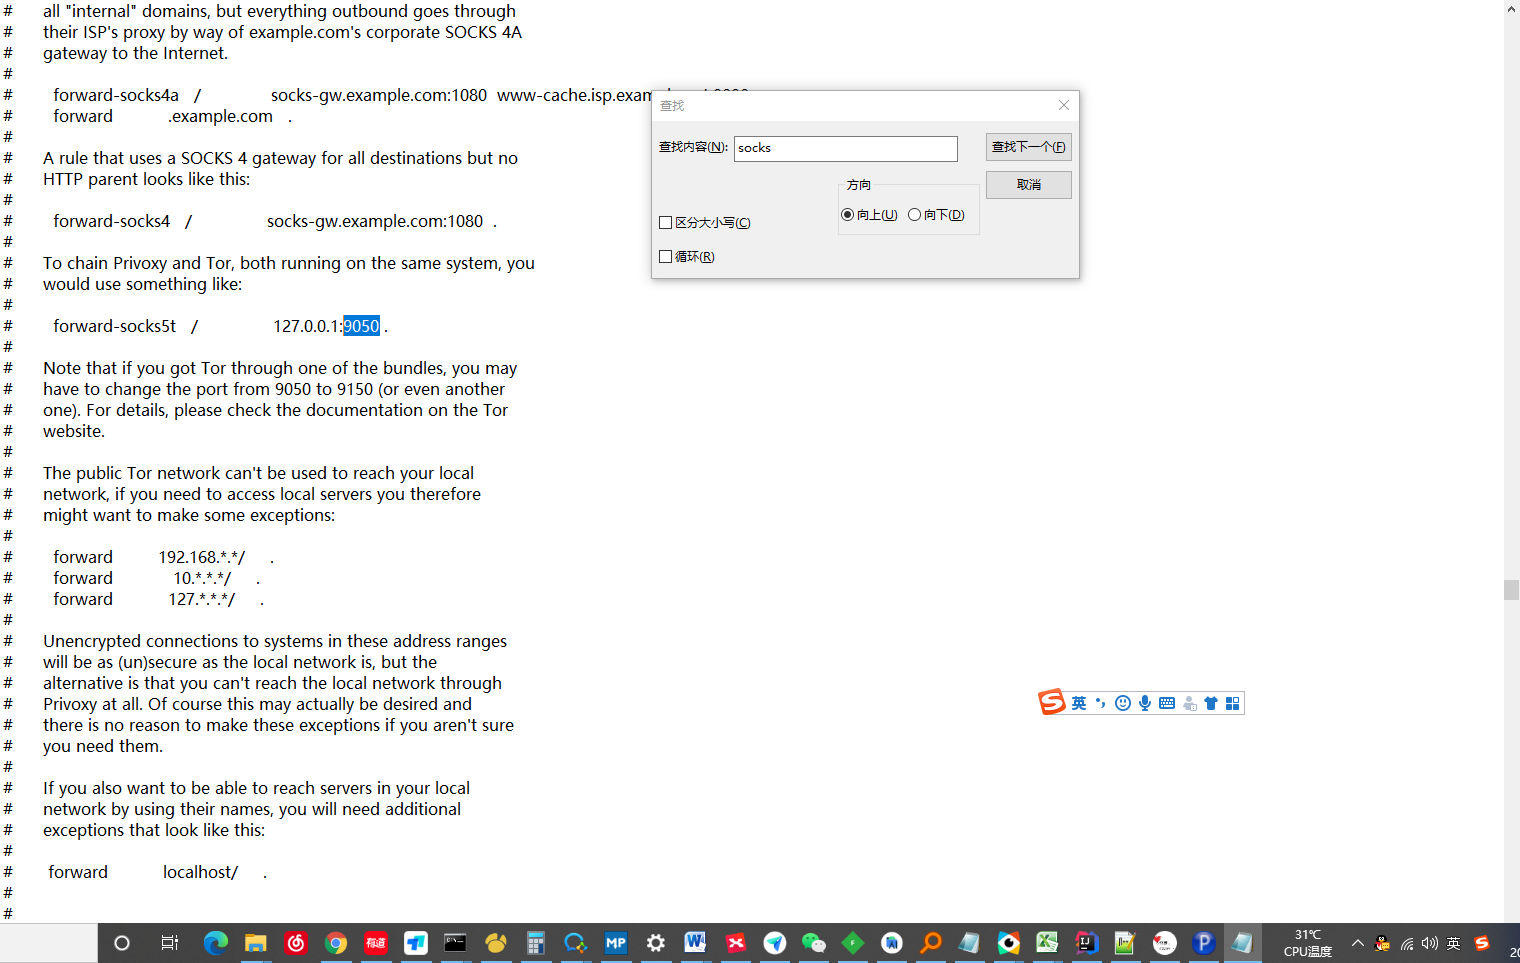 # all "internal" domains, but everything outbound goes through
# their ISP's proxy by way of example.com's corporate SOCKS 4A
# gateway to the Internet.
#
# forward-socks4a / socks-gw.example.com:1080 www-cache.isp.exam
# forward .example.com .
#
# A rule that uses a SOCKS 4 gateway for all destinations but no
# HTTP parent looks like this:
#
# forward-socks4 / socks-gw.example.com:1080 .
#
# To chain Privoxy and Tor, both running on the same system, you
# would use something like:
#
# forward-socks5t / 127.0.0.1:9050 .
#
# Note that if you got Tor through one of the bundles, you may
# have to change the port from 9050 to 9150 (or even another
# one). For details, please check the documentation on the Tor
# website.
#
# The public Tor network can't be used to reach your local
# network, if you need to access local servers you therefore
# might want to make some exceptions:
#
# forward 192.168.*.*/ .
# forward 10.*.*.*/ .
# forward 127.*.*.*/ .
#
# Unencrypted connections to systems in these address ranges
# will be as (un)secure as the local network is, but the
# alternative is that you can't reach the local network through
# Privoxy at all. Of course this may actually be desired and
# there is no reason to make these exceptions if you aren't sure
# you need them.
#
# If you also want to be able to reach servers in your local
# network by using their names, you will need additional
# exceptions that look like this:
#
# forward localhost/ .
#
#
查找
查找内容(N): socks 查找下一个(F)
方向 取消
向上(U) 向下(D)
区分大小写(C)
循环(R)
英
有道 MP 31℃
CPU温度
英
20